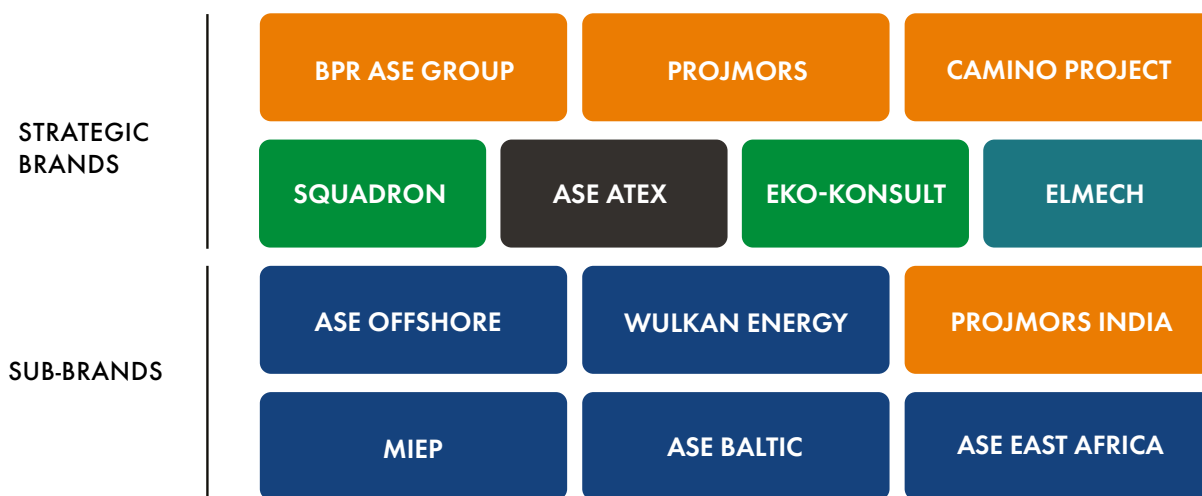 STRATEGIC
BRANDS
BPR ASE GROUP
PROJMORS
CAMINO PROJECT
SQUADRON
ASE ATEX
EKO-KONSULT
ELMECH
SUB-BRANDS
ASE OFFSHORE
WULKAN ENERGY
PROJMORS INDIA
MIEP
ASE BALTIC
ASE EAST AFRICA